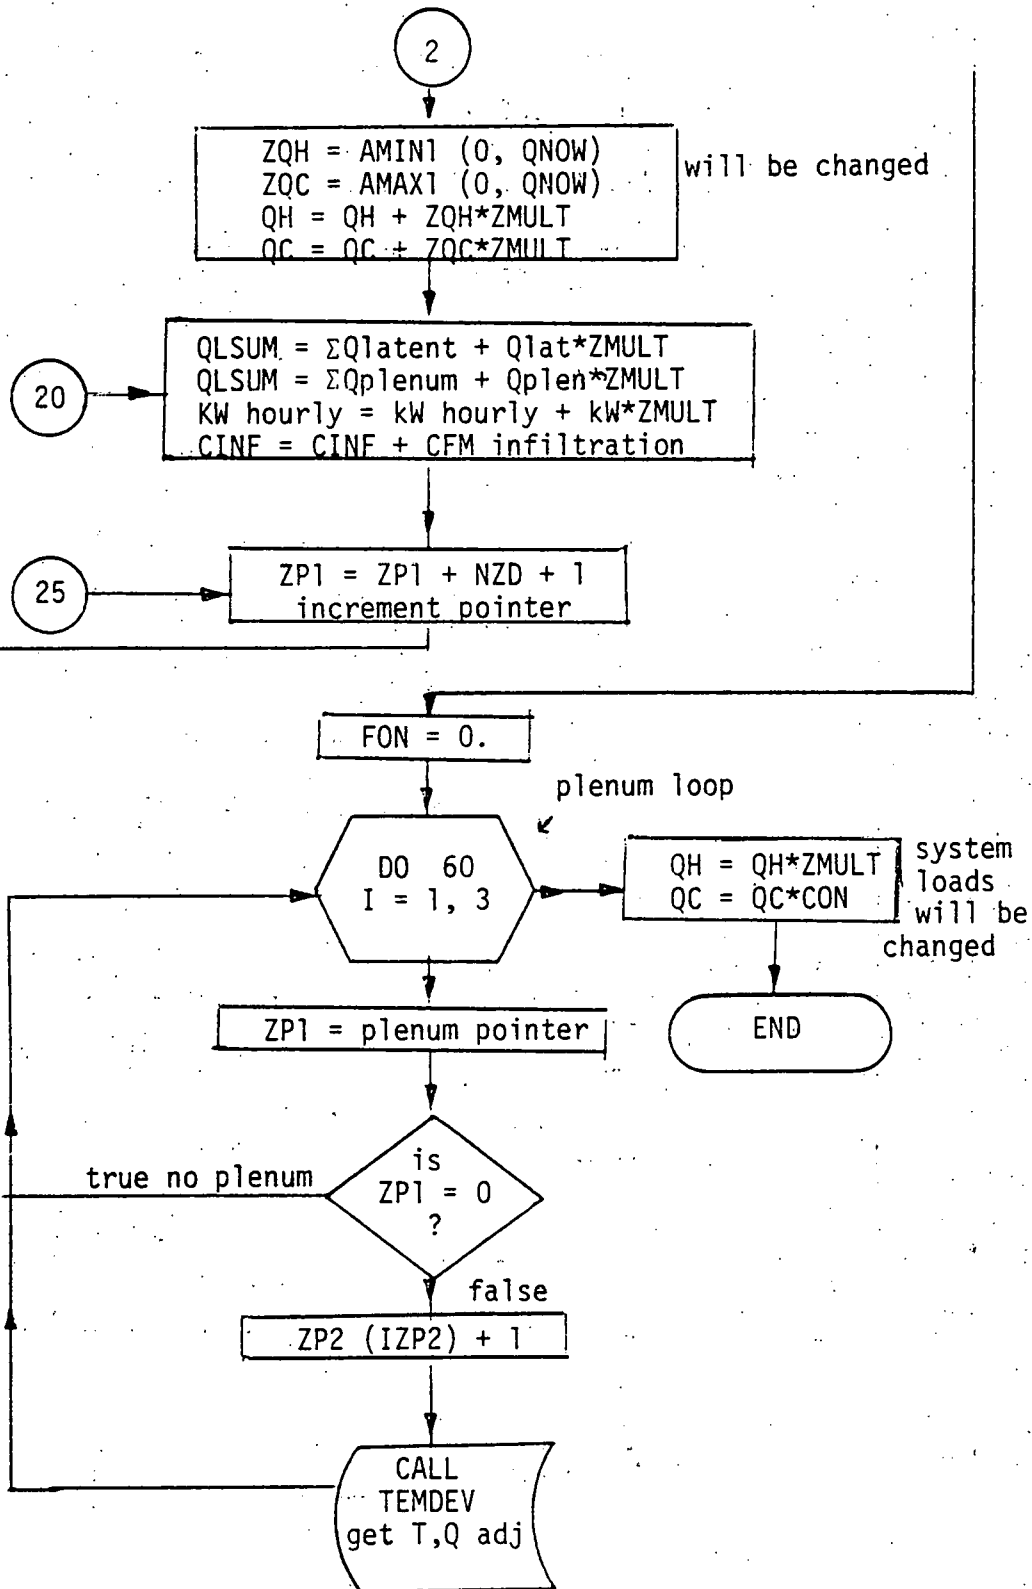 2
ZQH = AMIN1 (0, QNOW)
ZQC = AMAX1 (0, QNOW)
QH = QH + ZQH*ZMULT
QC = QC + ZQC*ZMULT
will be changed
20
QLSUM = ΣQlatent + Qlat*ZMULT
QLSUM = ΣQplenum + Qplen*ZMULT
KW hourly = kW hourly + kW*ZMULT
CINF = CINF + CFM infiltration
25
ZP1 = ZP1 + NZD + 1
increment pointer
FON = 0.
plenum loop
DO 60
I = 1, 3
QH = QH*ZMULT
QC = QC*CON
system
loads
will be
changed
ZP1 = plenum pointer
END
is
ZP1 = 0
?
true no plenum
false
ZP2 (IZP2) + 1
CALL
TEMDEV
get T,Q adj